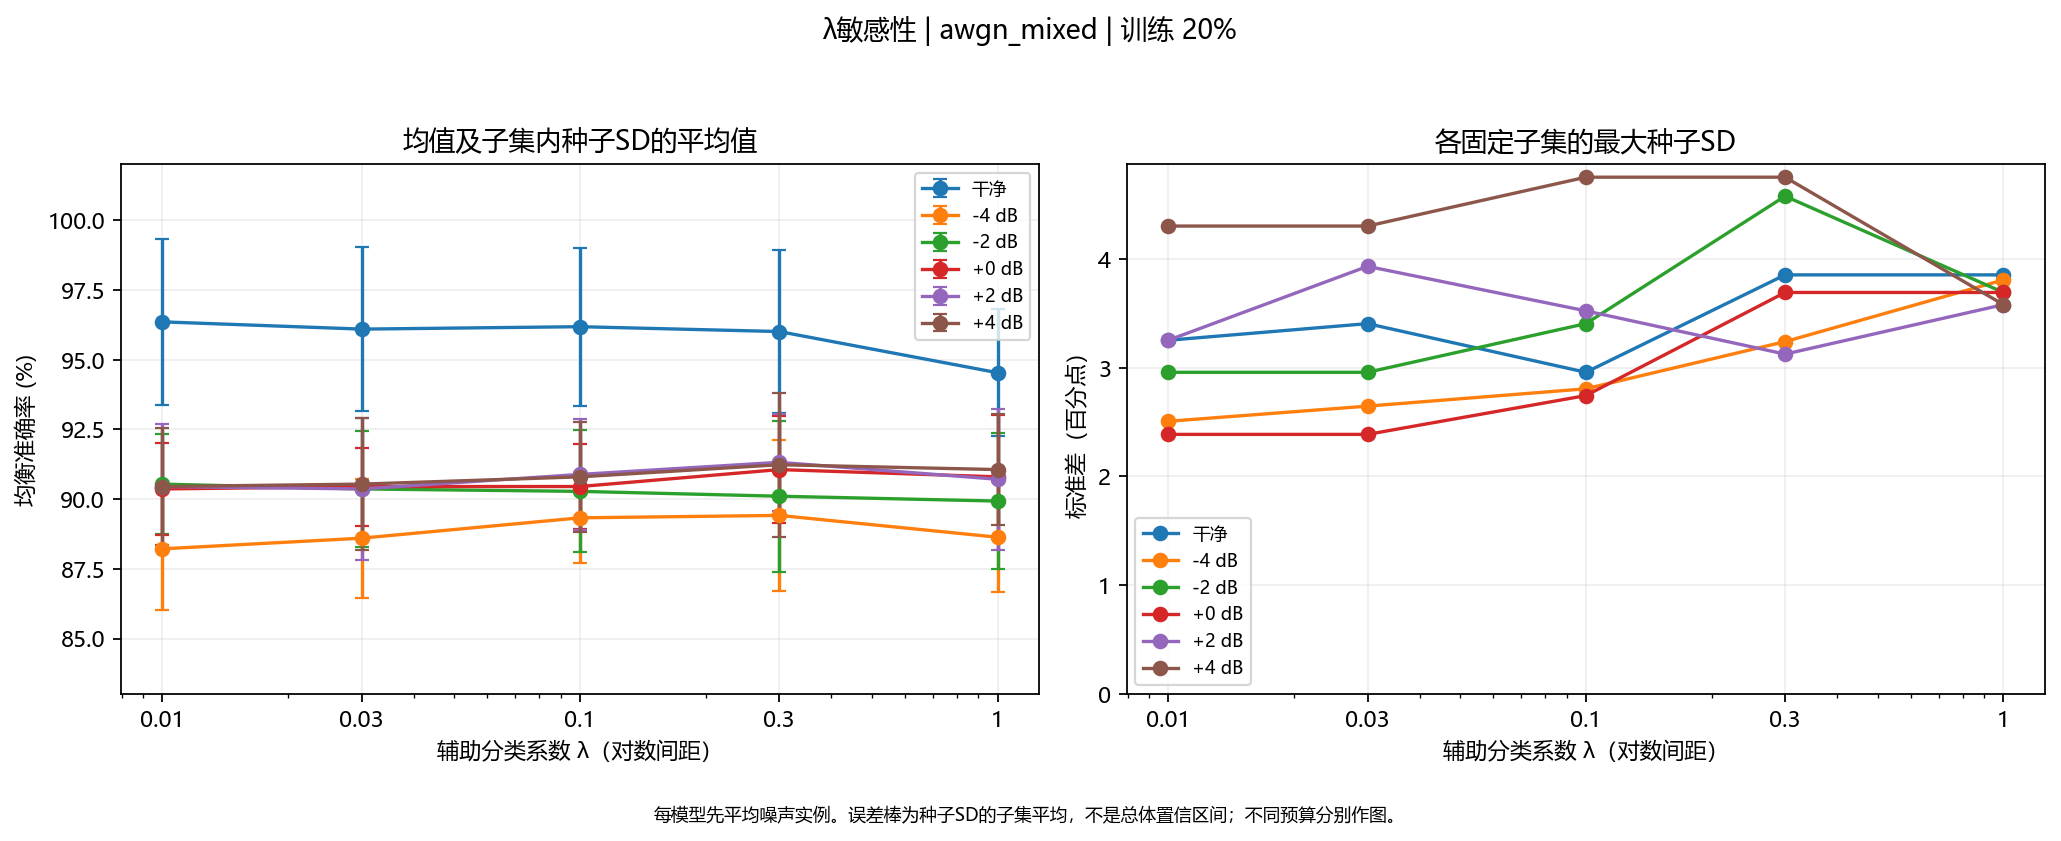 λ敏感性 | awgn_mixed | 训练 20%
均值及子集内种子SD的平均值
均衡准确率 (%)
100.0
97.5
95.0
92.5
90.0
87.5
85.0
干净
-4 dB
-2 dB
+0 dB
+2 dB
+4 dB
0.01
0.03
0.1
0.3
1
辅助分类系数 λ（对数间距）
各固定子集的最大种子SD
标准差（百分点）
4
3
2
1
0
干净
-4 dB
-2 dB
+0 dB
+2 dB
+4 dB
0.01
0.03
0.1
0.3
1
辅助分类系数 λ（对数间距）
每模型先平均噪声实例。误差棒为种子SD的子集平均，不是总体置信区间；不同预算分别作图。